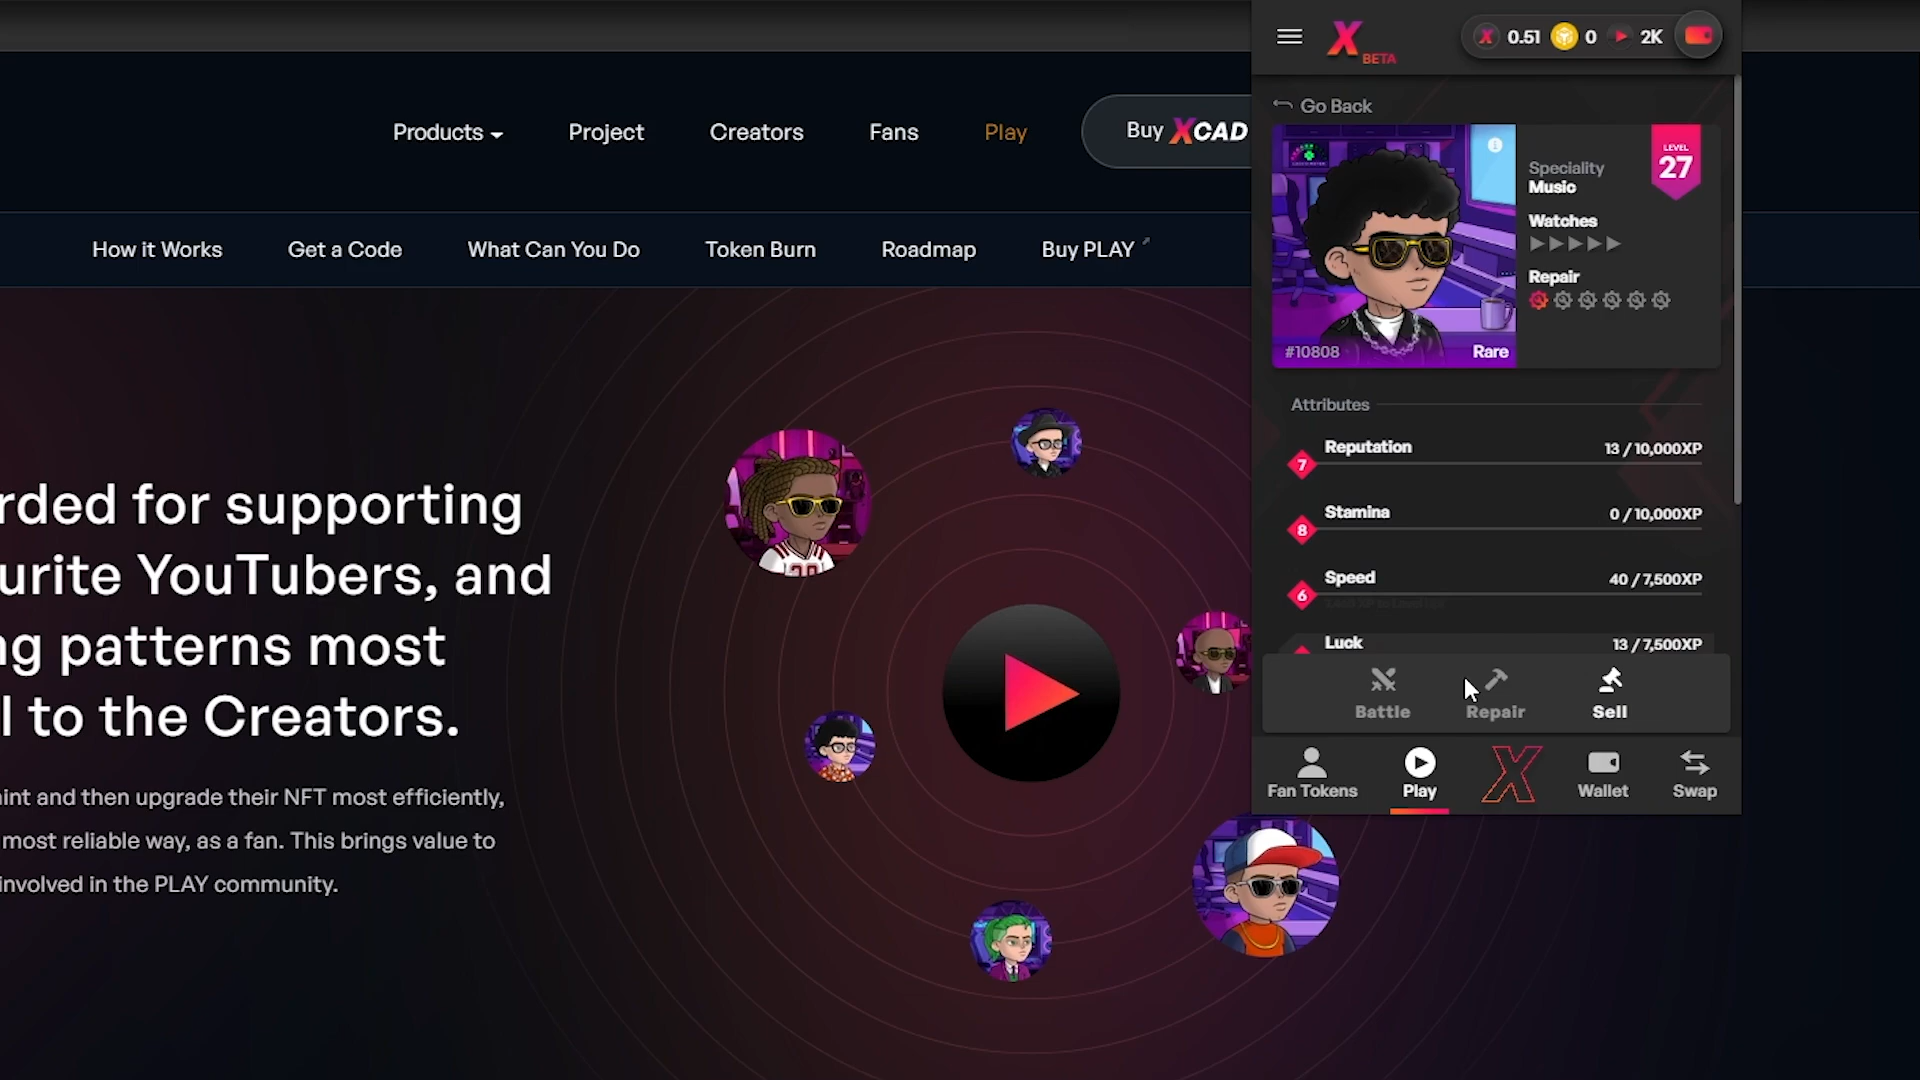 Products
Project
Creators
Fans
Play
Buy XCAD
How it Works
Get a Code
What Can You Do
Token Burn
Roadmap
Buy PLAY
rded for supporting
urite YouTubers, and
ng patterns most
l to the Creators.
int and then upgrade their NFT most efficiently,
most reliable way, as a fan. This brings value to
involved in the PLAY community.
X BETA
0.51
0
2K
Go Back
Speciality
Music
LEVEL
27
Watches
Repair
#10808
Rare
Attributes
Reputation
13 / 10,000XP
7
Stamina
0 / 10,000XP
8
Speed
40 / 7,500XP
6
Luck
13 / 7,500XP
Battle
Repair
Sell
Fan Tokens
Play
X
Wallet
Swap